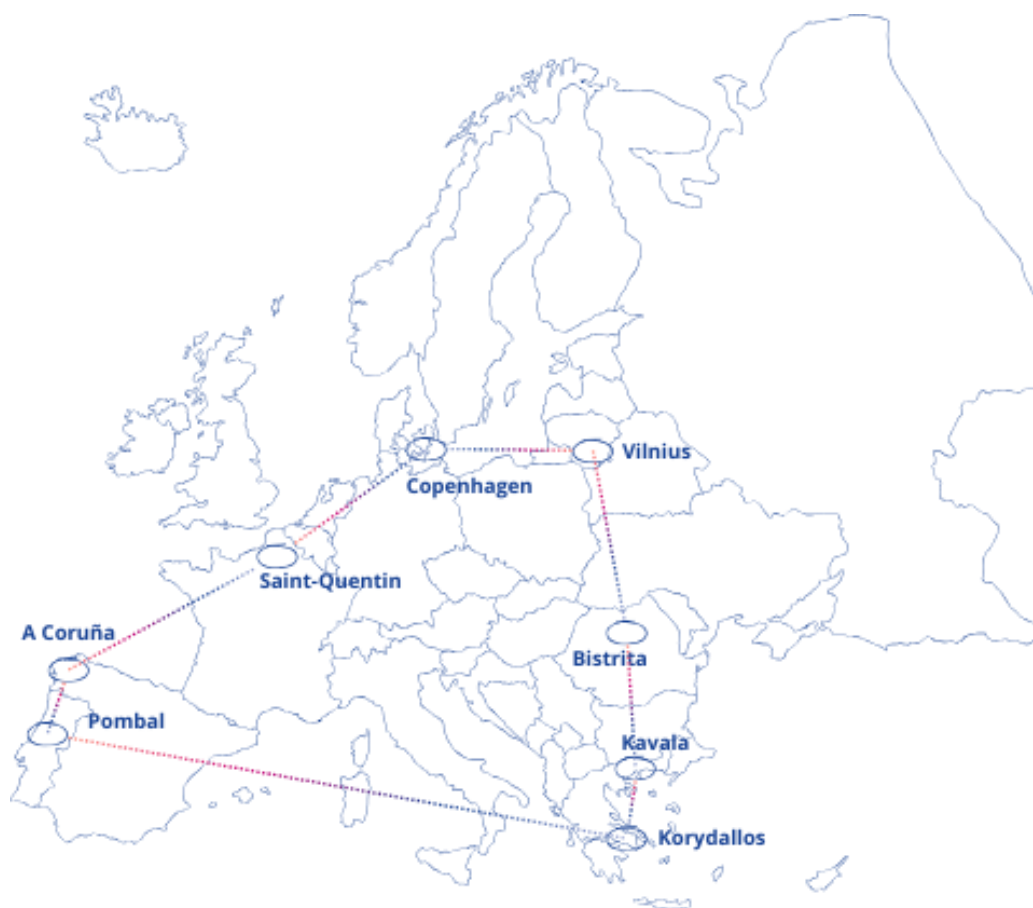 Vilnius
Copenhagen
Saint-Quentin
A Coruña
Bistrita
Pombal
Kavala
Korydallos